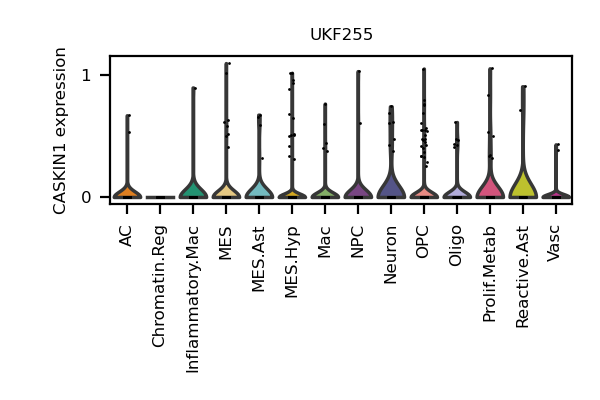 UKF255
CASKIN1 expression
1
0
AC
Chromatin.Reg
Inflammatory.Mac
MES
MES.Ast
MES.Hyp
Mac
NPC
Neuron
OPC
Oligo
Prolif.Metab
Reactive.Ast
Vasc